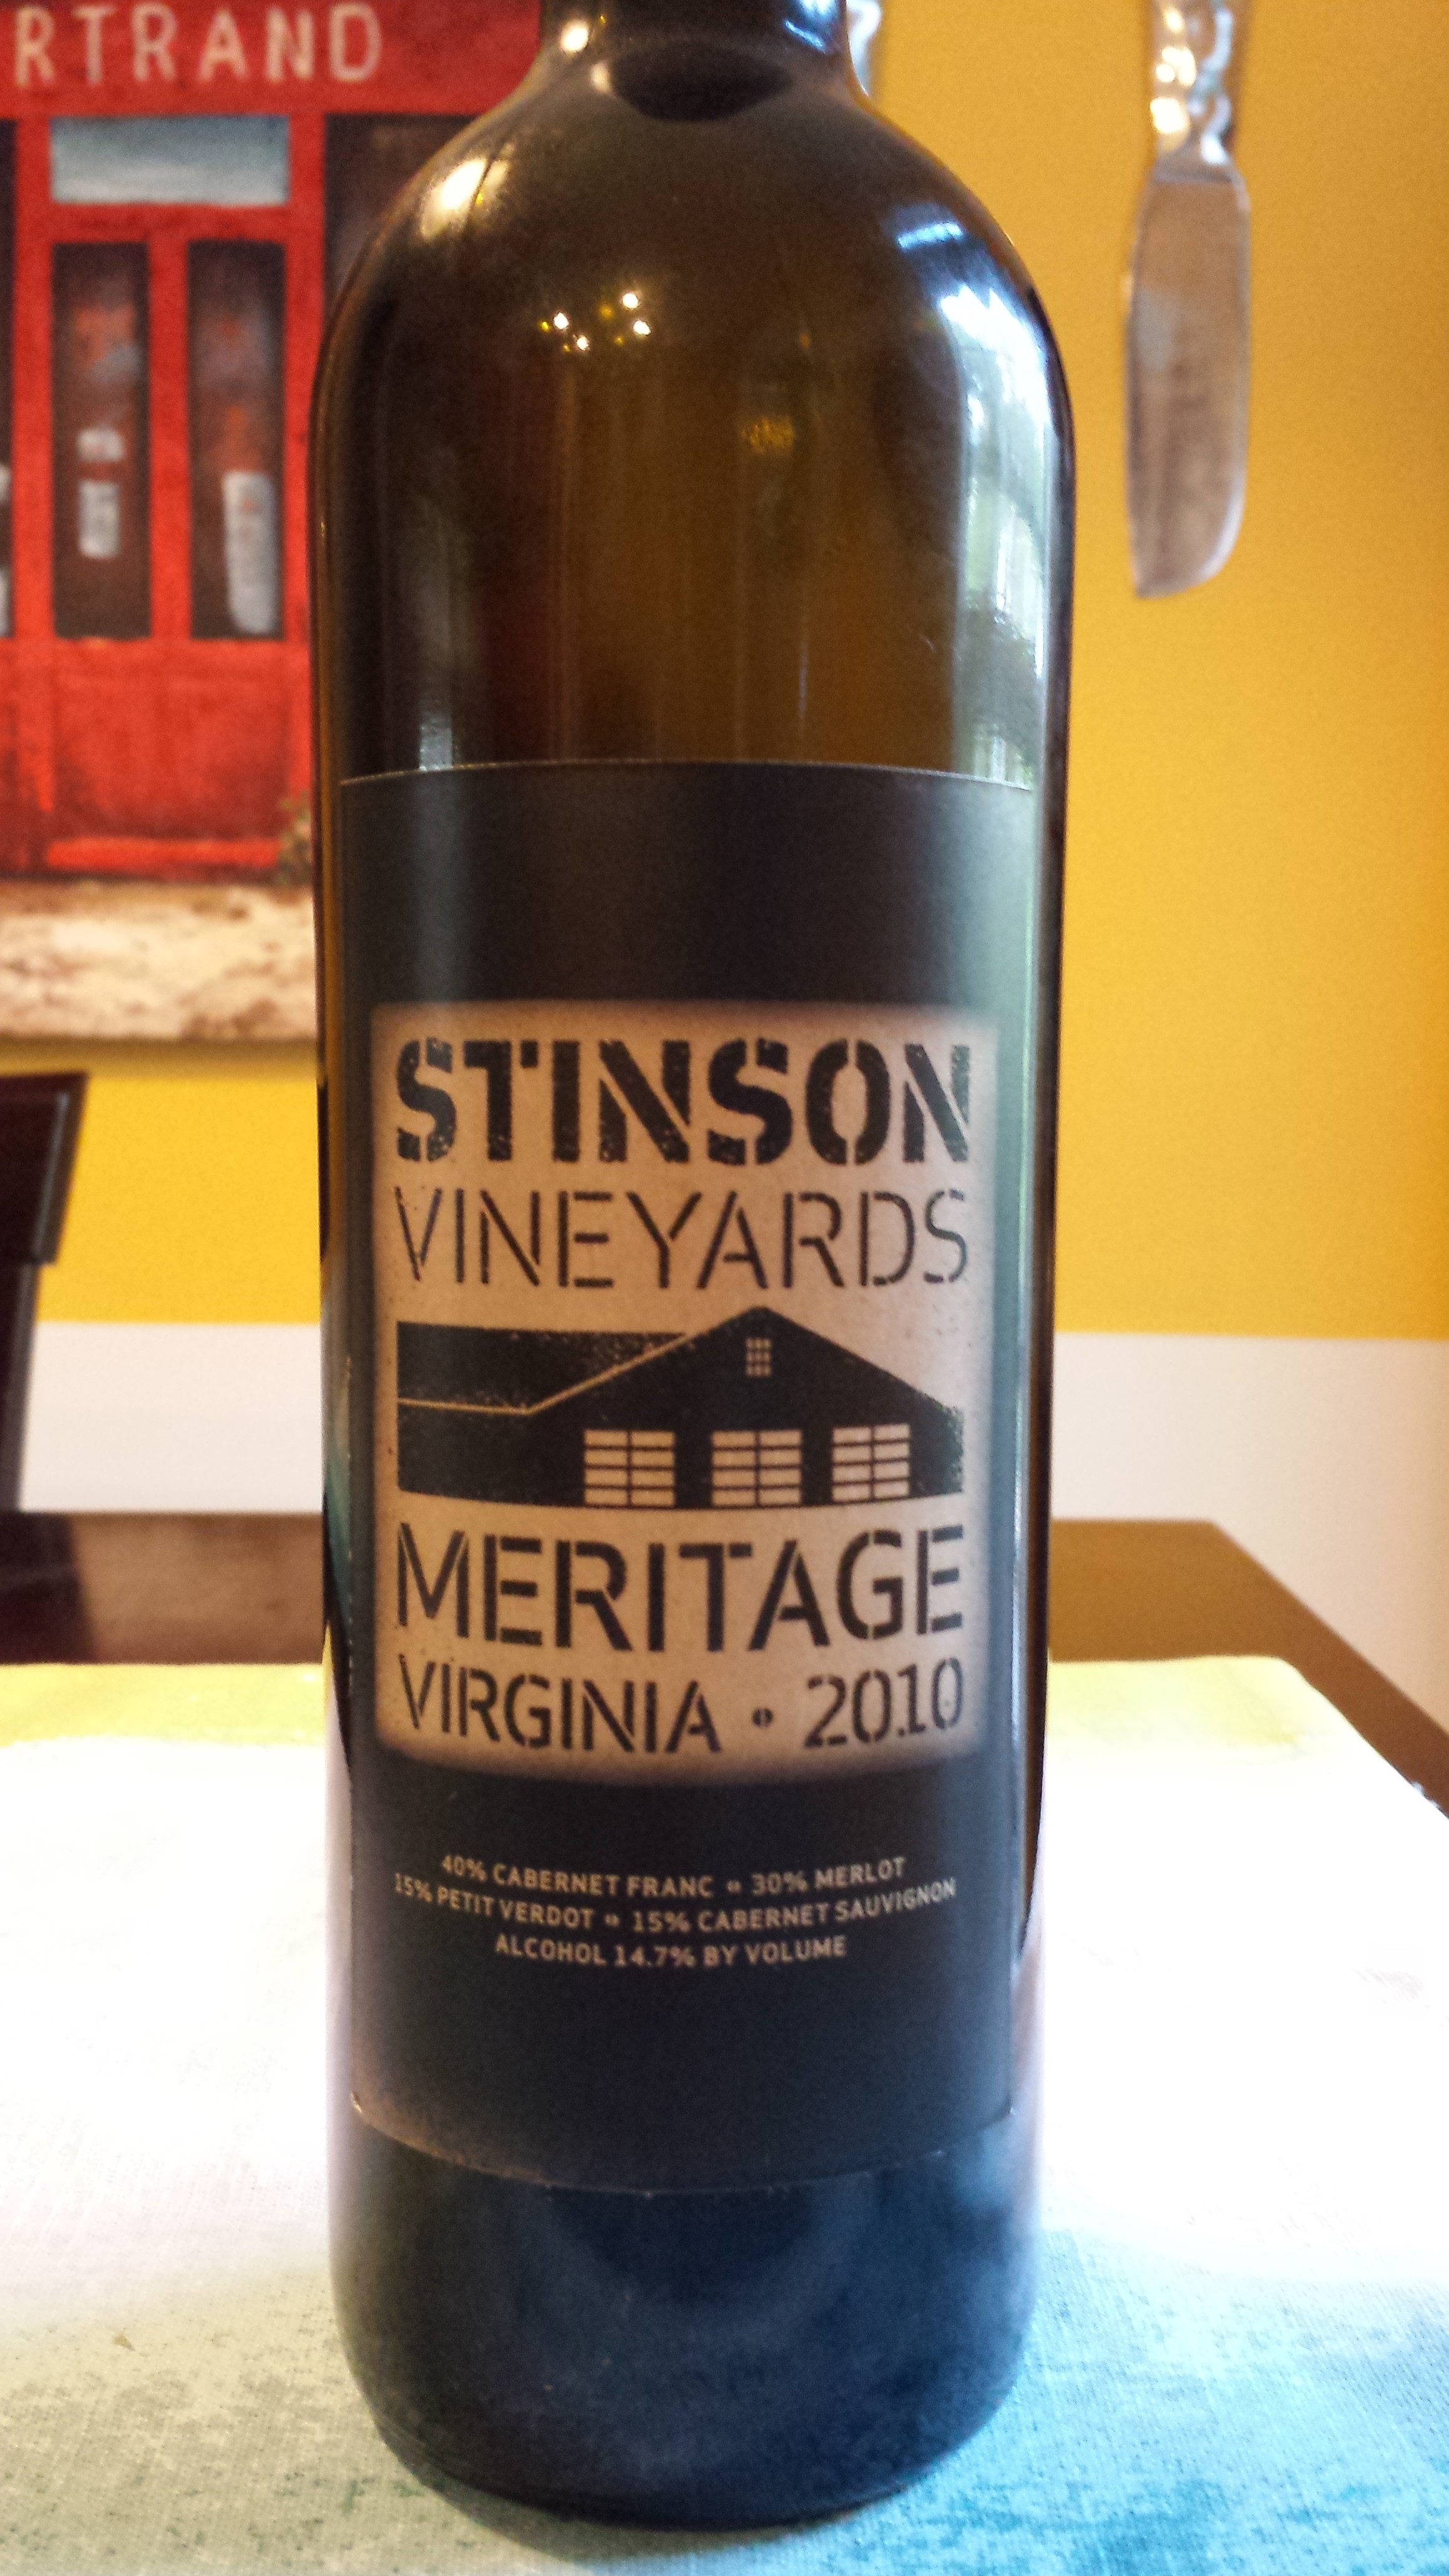 RTRAND
STINSON
VINEYARDS
MERITAGE
VIRGINIA • 2010
40% CABERNET FRANC • 30% MERLOT
15% PETIT VERDOT • 15% CABERNET SAUVIGNON
ALCOHOL 14.7% BY VOLUME